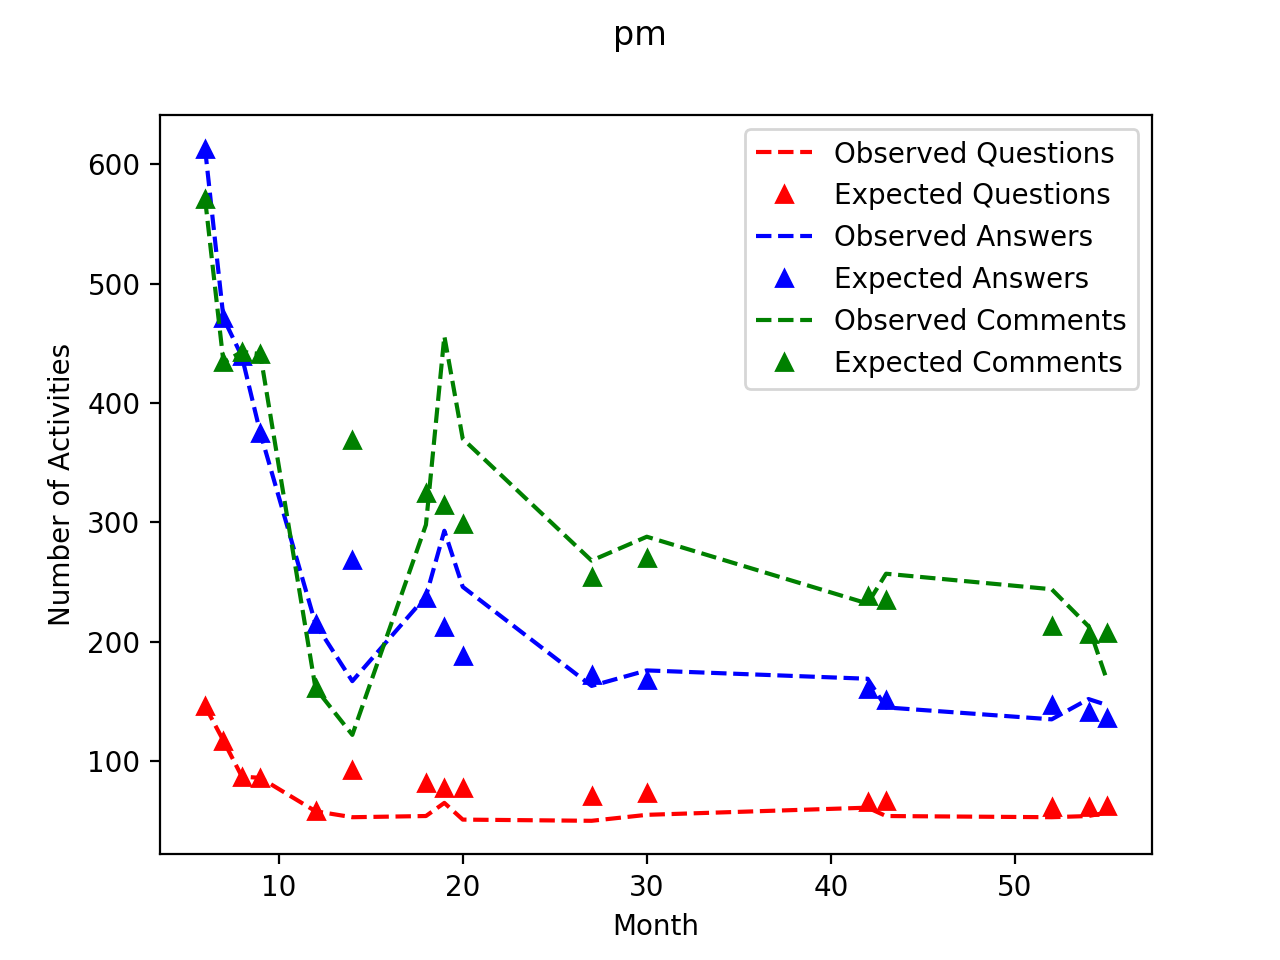 pm
Observed Questions
Expected Questions
Observed Answers
Expected Answers
Observed Comments
Expected Comments
Number of Activities
600
500
400
300
200
100
10 20 30 40 50
Month